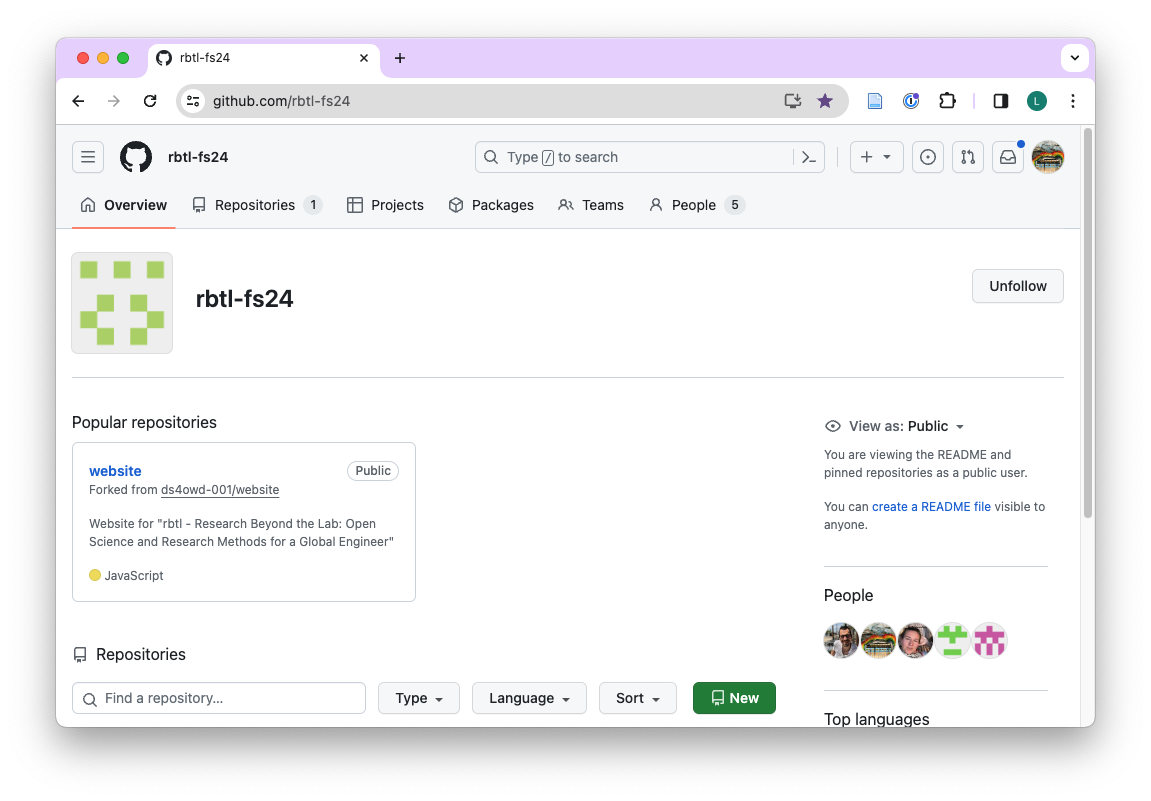 rbtl-fs24
github.com/rbtl-fs24
L
rbtl-fs24
Type / to search
Overview
Repositories 1
Projects
Packages
Teams
People 5
rbtl-fs24
Unfollow
Popular repositories
website
Public
Forked from ds4owd-001/website
Website for "rbtl - Research Beyond the Lab: Open
Science and Research Methods for a Global Engineer"
JavaScript
Repositories
Find a repository...
Type
Language
Sort
New
View as: Public
You are viewing the README and
pinned repositories as a public user.
You can create a README file visible to
anyone.
People
Top languages